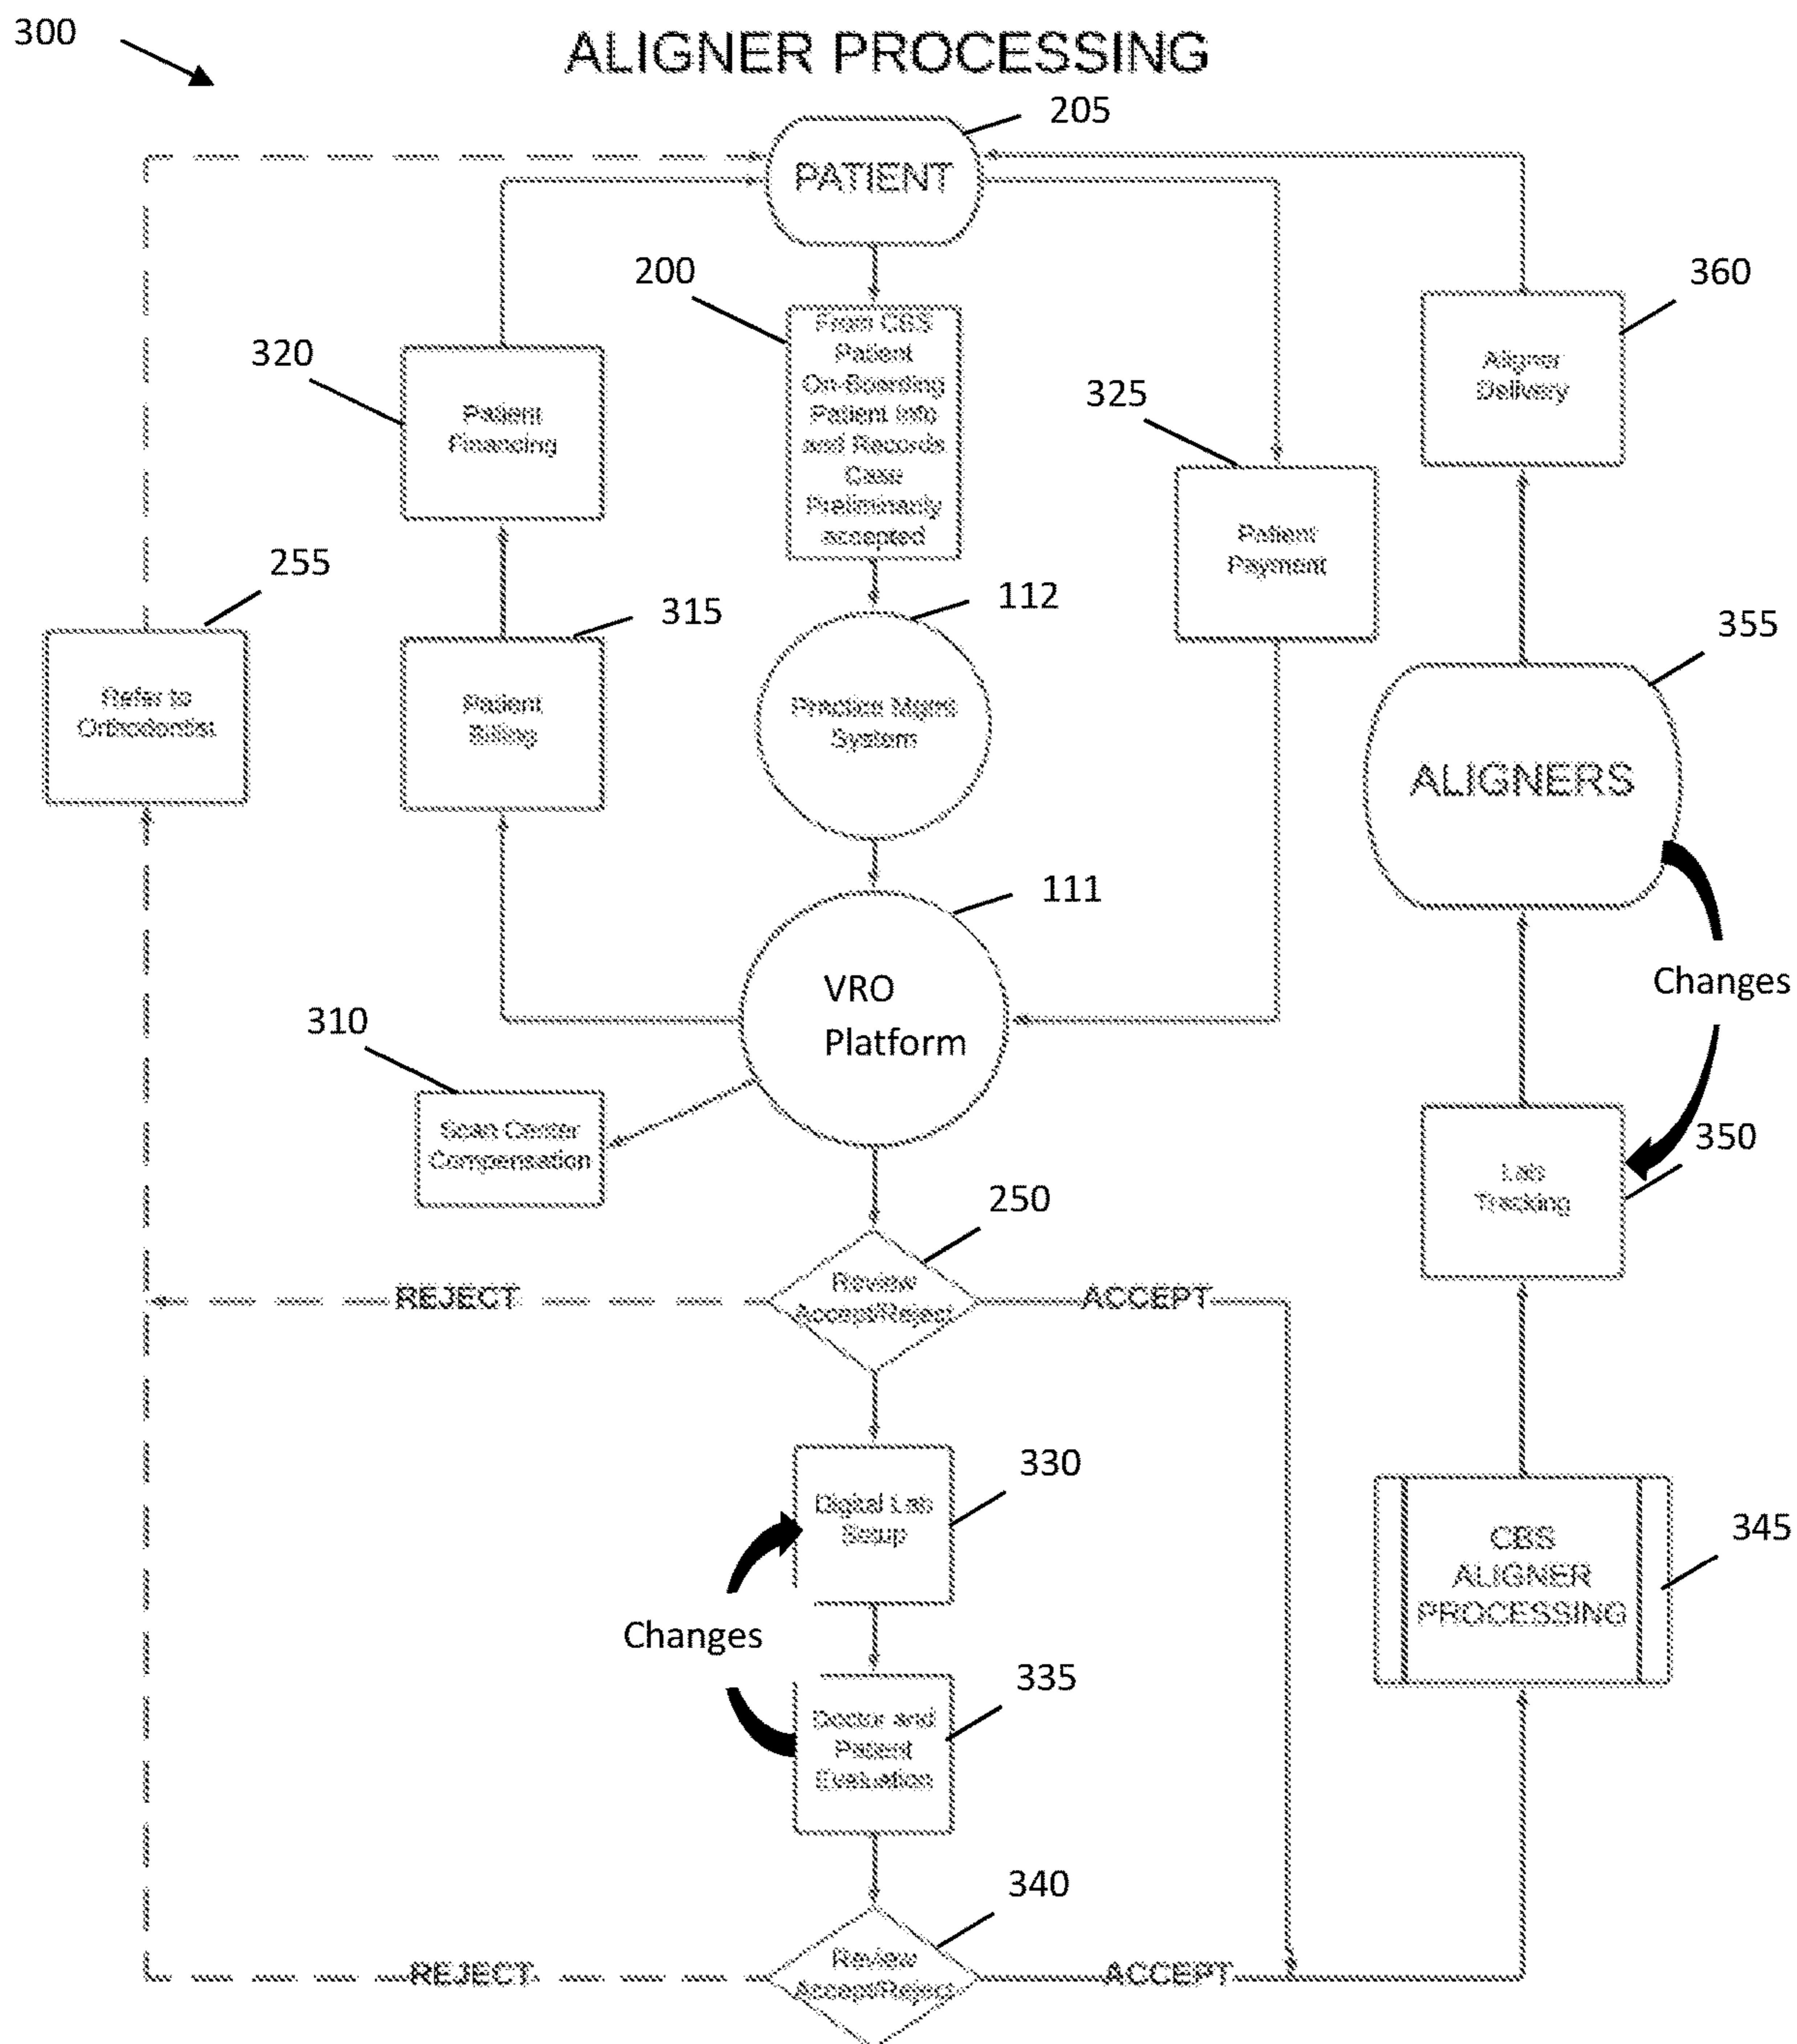 300
ALIGNER PROCESSING
205
PATIENT
200
From CBS
Patient
On-Boarding
Patient Info
and Records
Case
Preliminarily
accepted
360
Aligner
Delivery
320
Patient
Financing
325
Patient
Payment
255
Refer to
Orthodontist
315
Patient
Billing
112
Practice Mgmt
System
355
ALIGNERS
Changes
111
VRO
Platform
310
Scan Center
Compensation
350
Lab
Tracking
250
Review
Accept/Reject
REJECT
ACCEPT
330
Digital Lab
Setup
Changes
345
CBS
ALIGNER
PROCESSING
335
Doctor and
Patient
Evaluation
340
Review
Accept/Reject
REJECT
ACCEPT